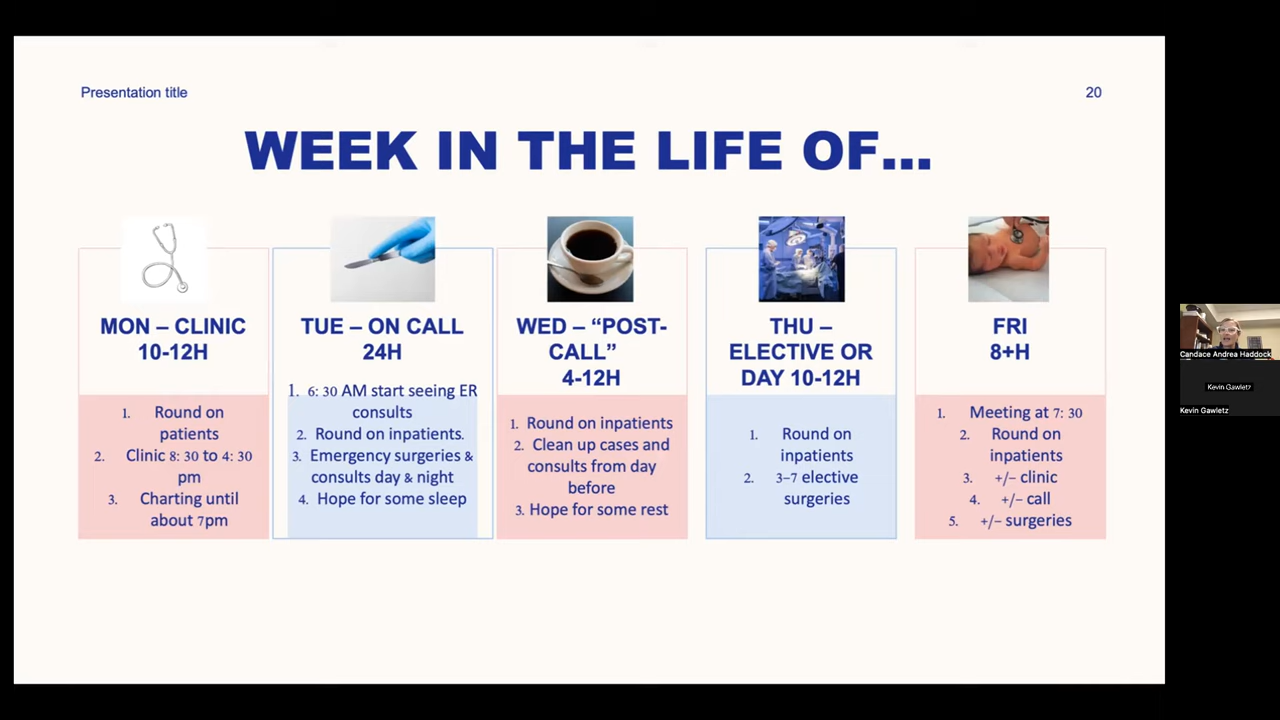 Presentation title
20
WEEK IN THE LIFE OF...
MON – CLINIC
10-12H
1. Round on
patients
2. Clinic 8: 30 to 4: 30
pm
3. Charting until
about 7pm
TUE – ON CALL
24H
1. 6: 30 AM start seeing ER
consults
2. Round on inpatients.
3. Emergency surgeries &
consults day & night
4. Hope for some sleep
WED – “POST-
CALL”
4-12H
1. Round on inpatients
2. Clean up cases and
consults from day
before
3. Hope for some rest
THU –
ELECTIVE OR
DAY 10-12H
1. Round on
inpatients
2. 3–7 elective
surgeries
FRI
8+H
1. Meeting at 7: 30
2. Round on
inpatients
3. +/– clinic
4. +/– call
5. +/– surgeries
Candace Andrea Haddock
Kevin Gawletz
Kevin Gawletz